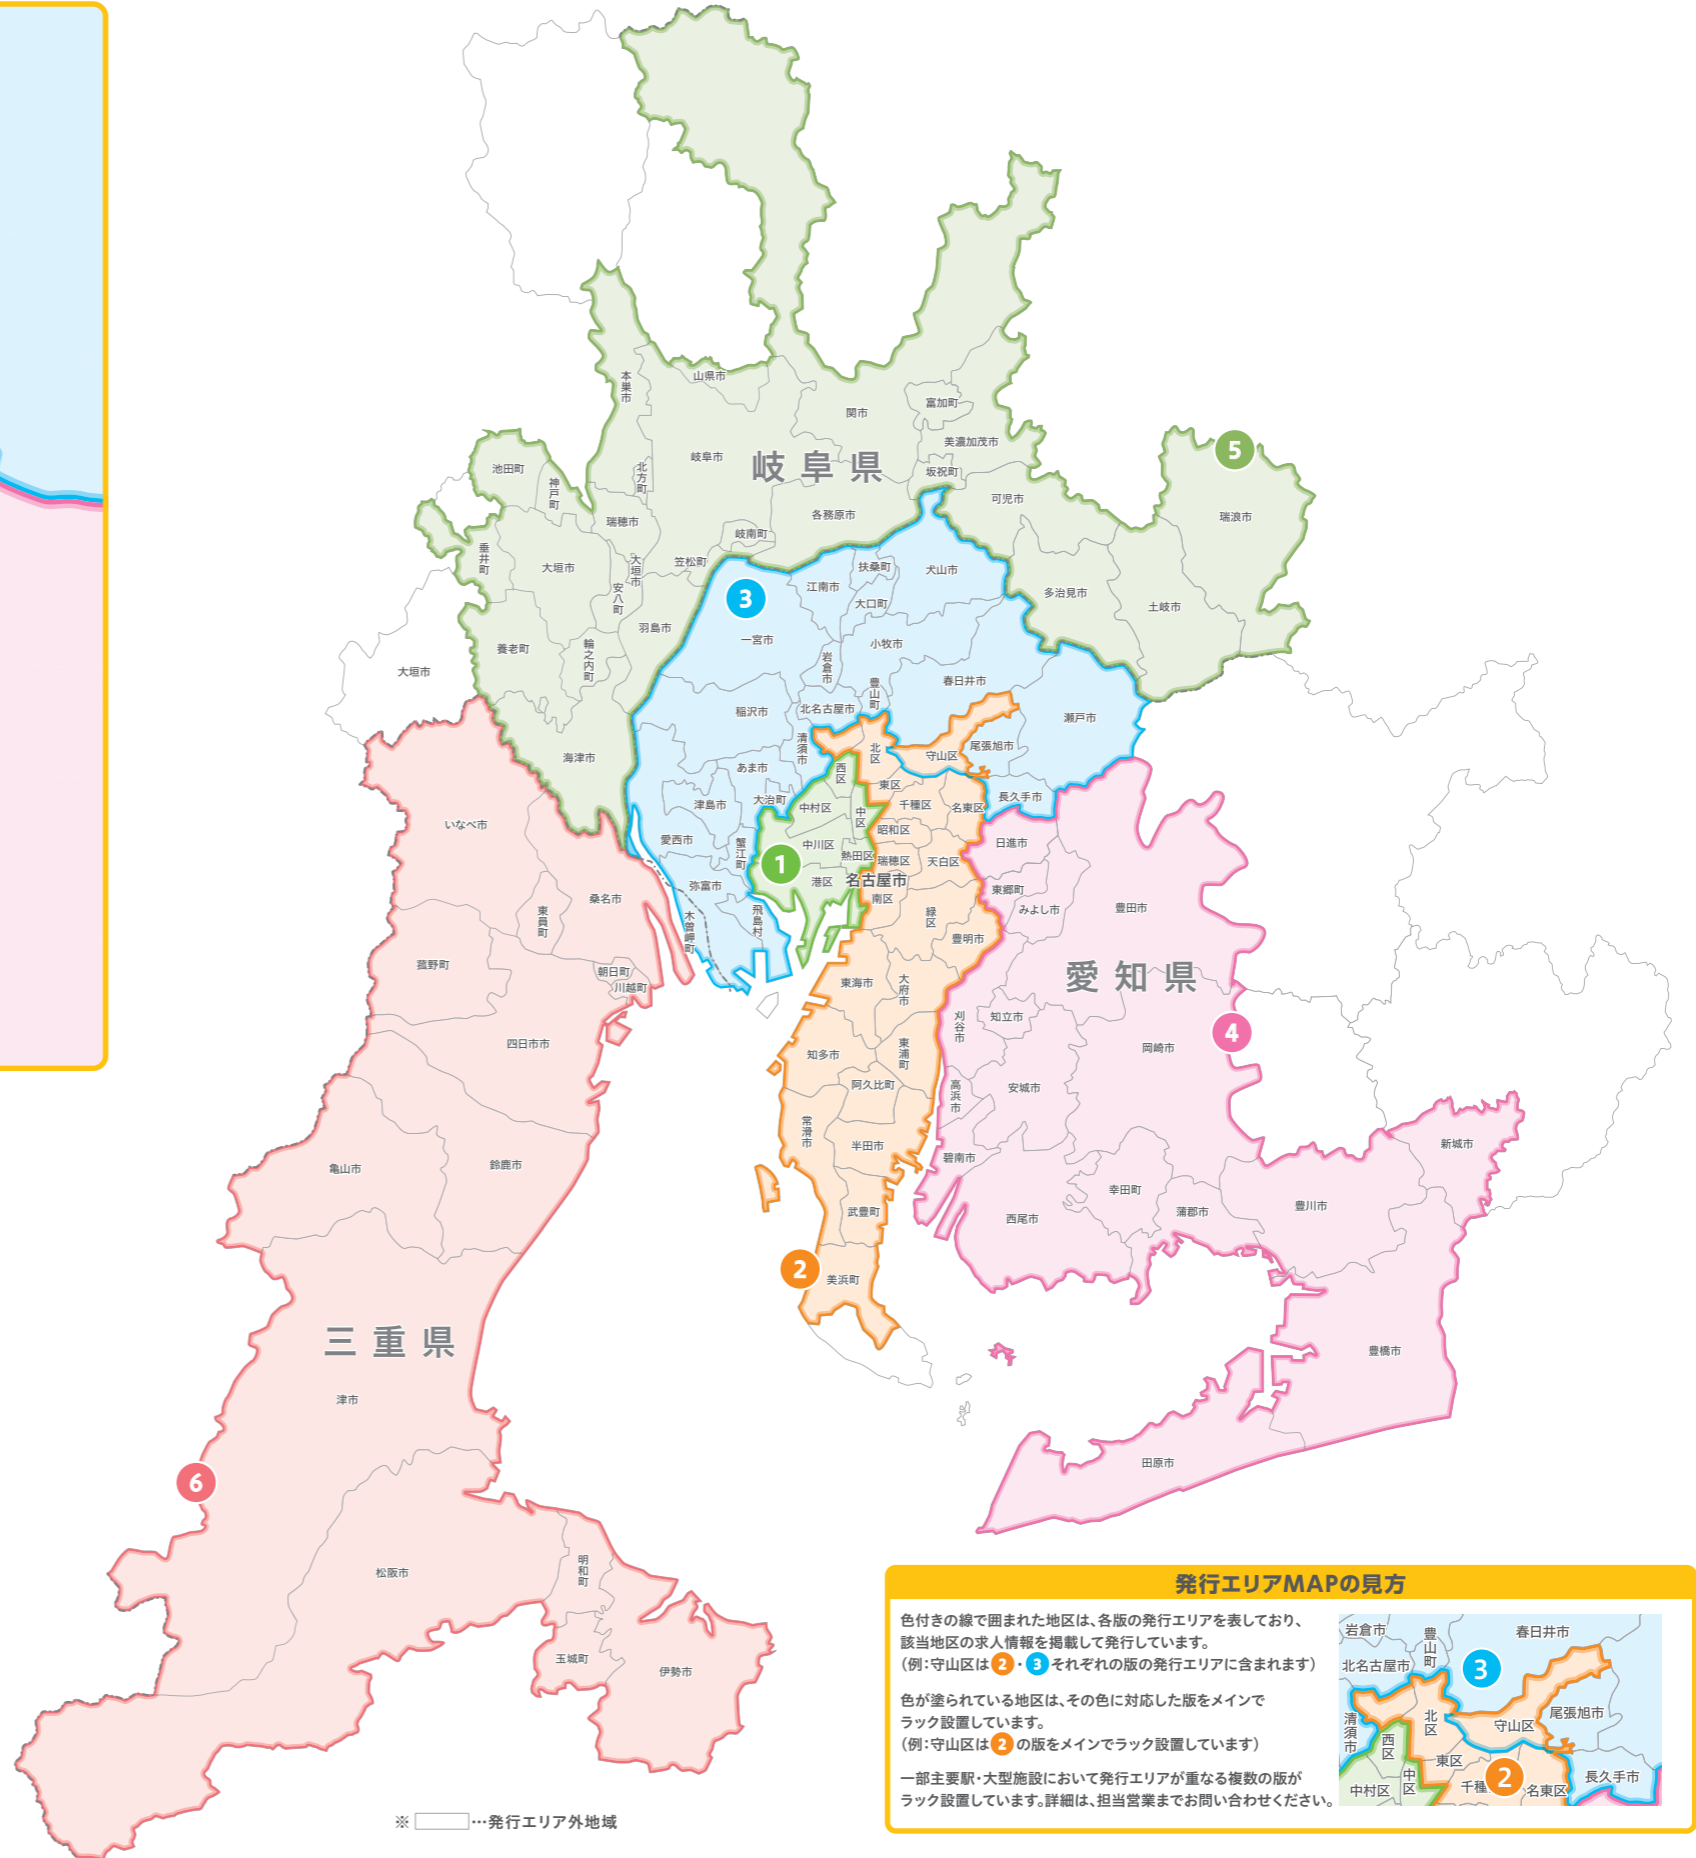 岐阜県
本巣市
山県市
関市
富加町
美濃加茂市
岐阜市
北方町
坂祝町
5
池田町
神戸町
可児市
瑞穂市
各務原市
瑞浪市
岐南町
垂井町
大垣市
大垣市
笠松町
安八町
多治見市
土岐市
羽島市
養老町
輪之内町
大垣市
海津市
3
扶桑町
犬山市
江南市
大口町
一宮市
小牧市
岩倉市
春日井市
豊山町
稲沢市
北名古屋市
瀬戸市
清須市
尾張旭市
あま市
津島市
大治町
長久手市
愛西市
蟹江町
弥富市
飛島村
木曽岬町
北区
守山区
西区
東区
千種区
名東区
中村区
中区
昭和区
中川区
熱田区
瑞穂区
天白区
1
港区
名古屋市
南区
緑区
豊明市
東海市
大府市
知多市
東浦町
阿久比町
常滑市
半田市
武豊町
2
美浜町
日進市
東郷町
みよし市
豊田市
愛知県
刈谷市
知立市
4
岡崎市
高浜市
安城市
碧南市
新城市
幸田町
西尾市
蒲郡市
豊川市
豊橋市
田原市
いなべ市
桑名市
東員町
菰野町
朝日町
川越町
四日市市
亀山市
鈴鹿市
三重県
津市
6
松阪市
明和町
玉城町
伊勢市
※ …発行エリア外地域
発行エリアMAPの見方
色付きの線で囲まれた地区は、各版の発行エリアを表しており、
該当地区の求人情報を掲載して発行しています。
(例:守山区は2・3それぞれの版の発行エリアに含まれます)
色が塗られている地区は、その色に対応した版をメインで
ラック設置しています。
(例:守山区は2の版をメインでラック設置しています)
一部主要駅・大型施設において発行エリアが重なる複数の版が
ラック設置しています。詳細は、担当営業までお問い合わせください。
岩倉市
豊山町
春日井市
北名古屋市
3
清須市
北区
守山区
尾張旭市
西区
東区
中村区
中区
千種
2
名東区
長久手市